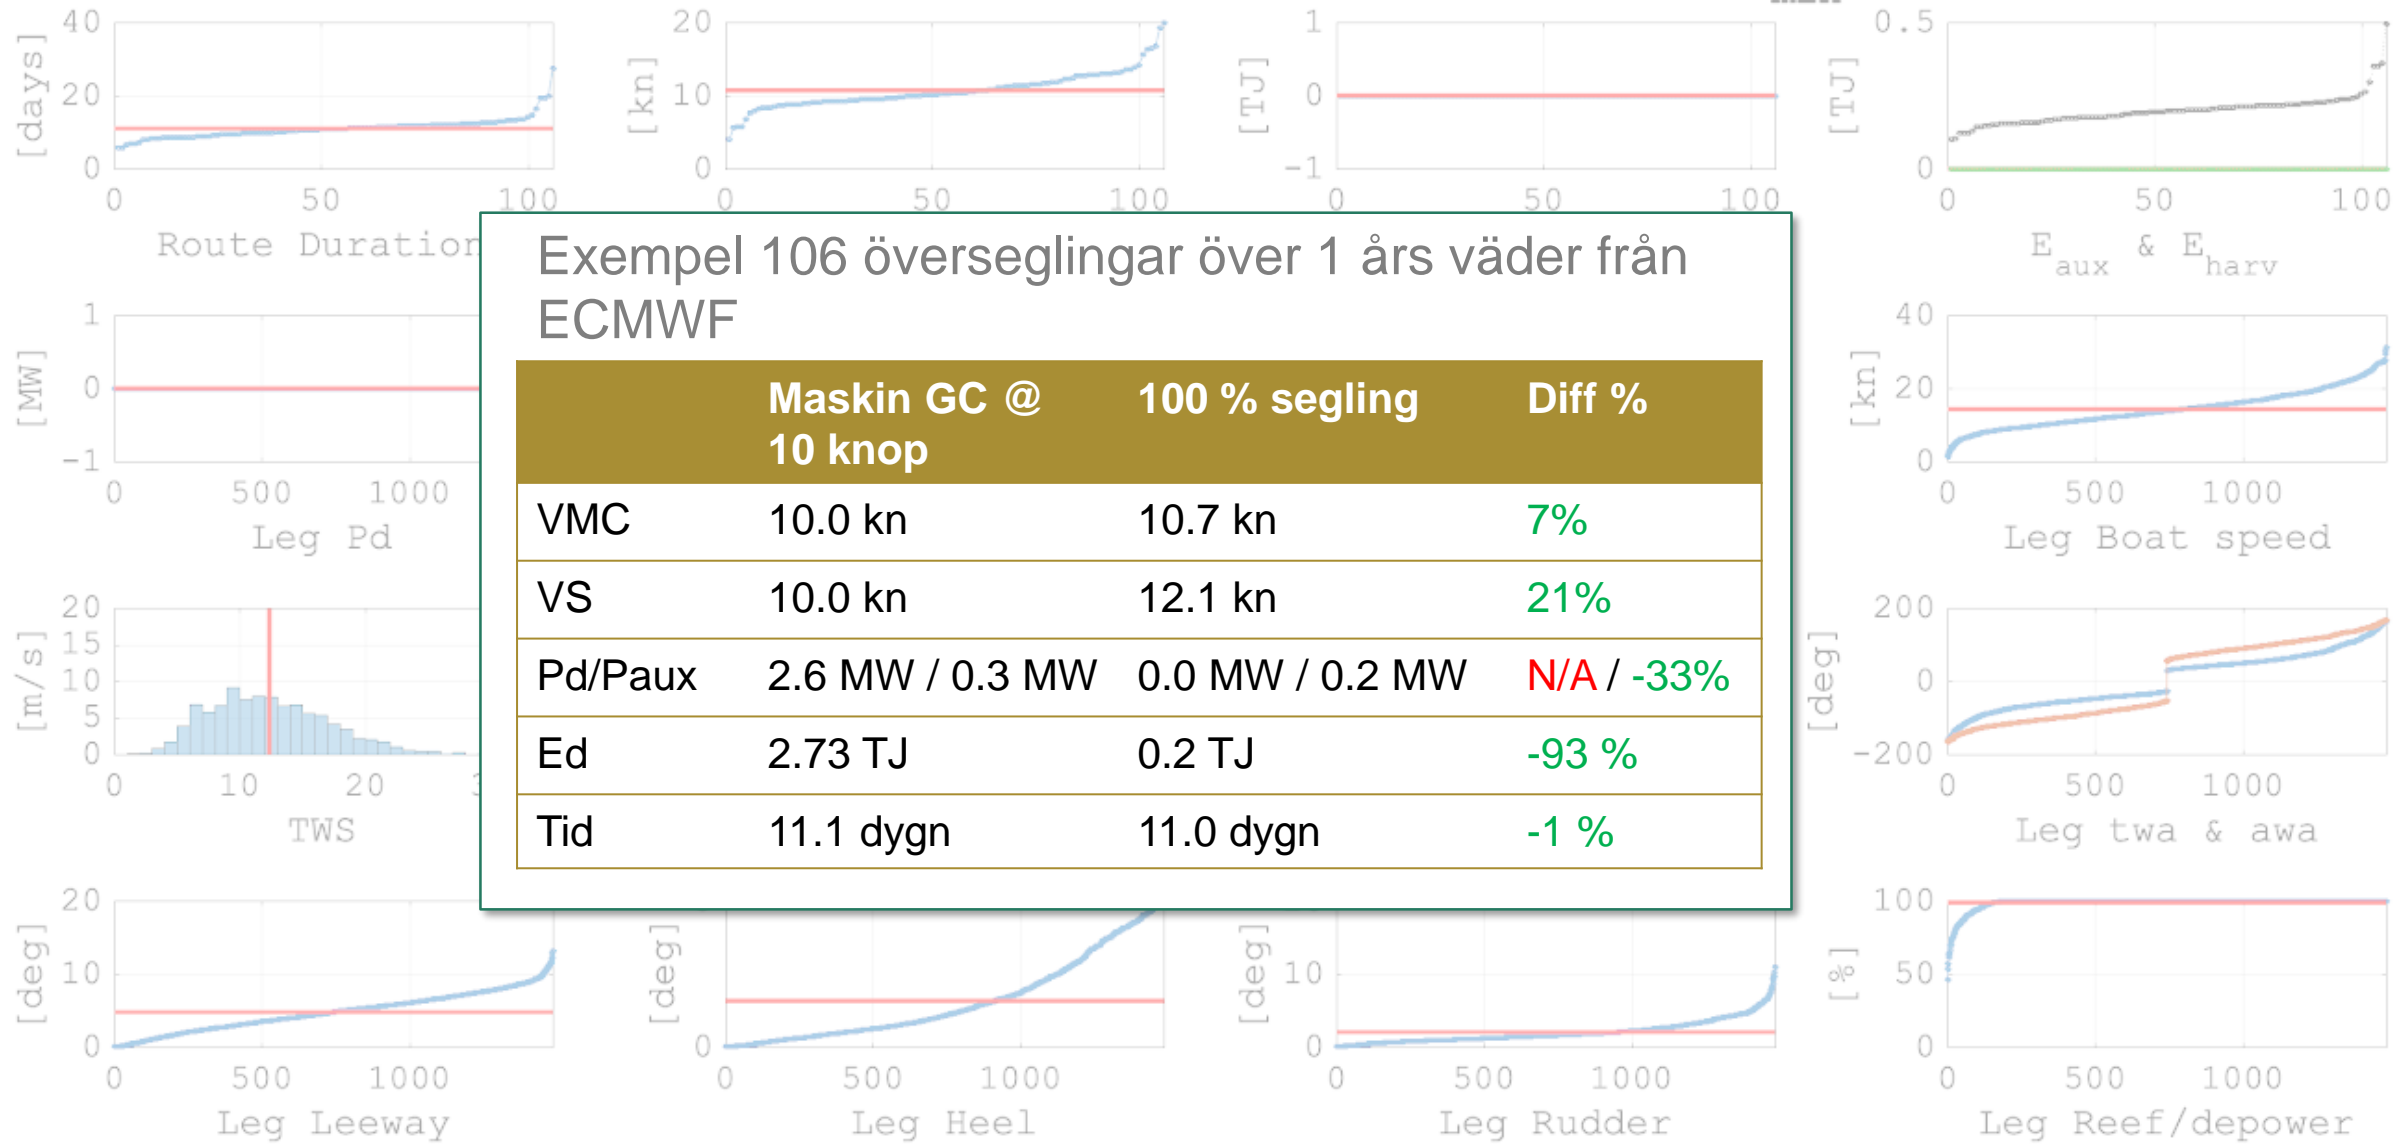 40
20
0
[days]
0 50 100
Route Duration
20
10
0
[kn]
0 50 100
1
0
-1
[TJ]
0 50 100
0.5
0
[TJ]
0 50 100
E_aux & E_harv
Exempel 106 överseglingar över 1 års väder från
ECMWF
Maskin GC @ 100 % segling Diff %
10 knop
VMC 10.0 kn 10.7 kn 7%
VS 10.0 kn 12.1 kn 21%
Pd/Paux 2.6 MW / 0.3 MW 0.0 MW / 0.2 MW N/A / -33%
Ed 2.73 TJ 0.2 TJ -93 %
Tid 11.1 dygn 11.0 dygn -1 %
1
0
-1
[MW]
0 500 1000
Leg Pd
40
20
0
[kn]
0 500 1000
Leg Boat speed
20
15
10
5
0
[m/s]
0 10 20
TWS
200
0
-200
[deg]
0 500 1000
Leg twa & awa
20
10
0
[deg]
0 500 1000
Leg Leeway
0
[deg]
0 500 1000
Leg Heel
10
0
[deg]
0 500 1000
Leg Rudder
100
50
0
[%]
0 500 1000
Leg Reef/depower